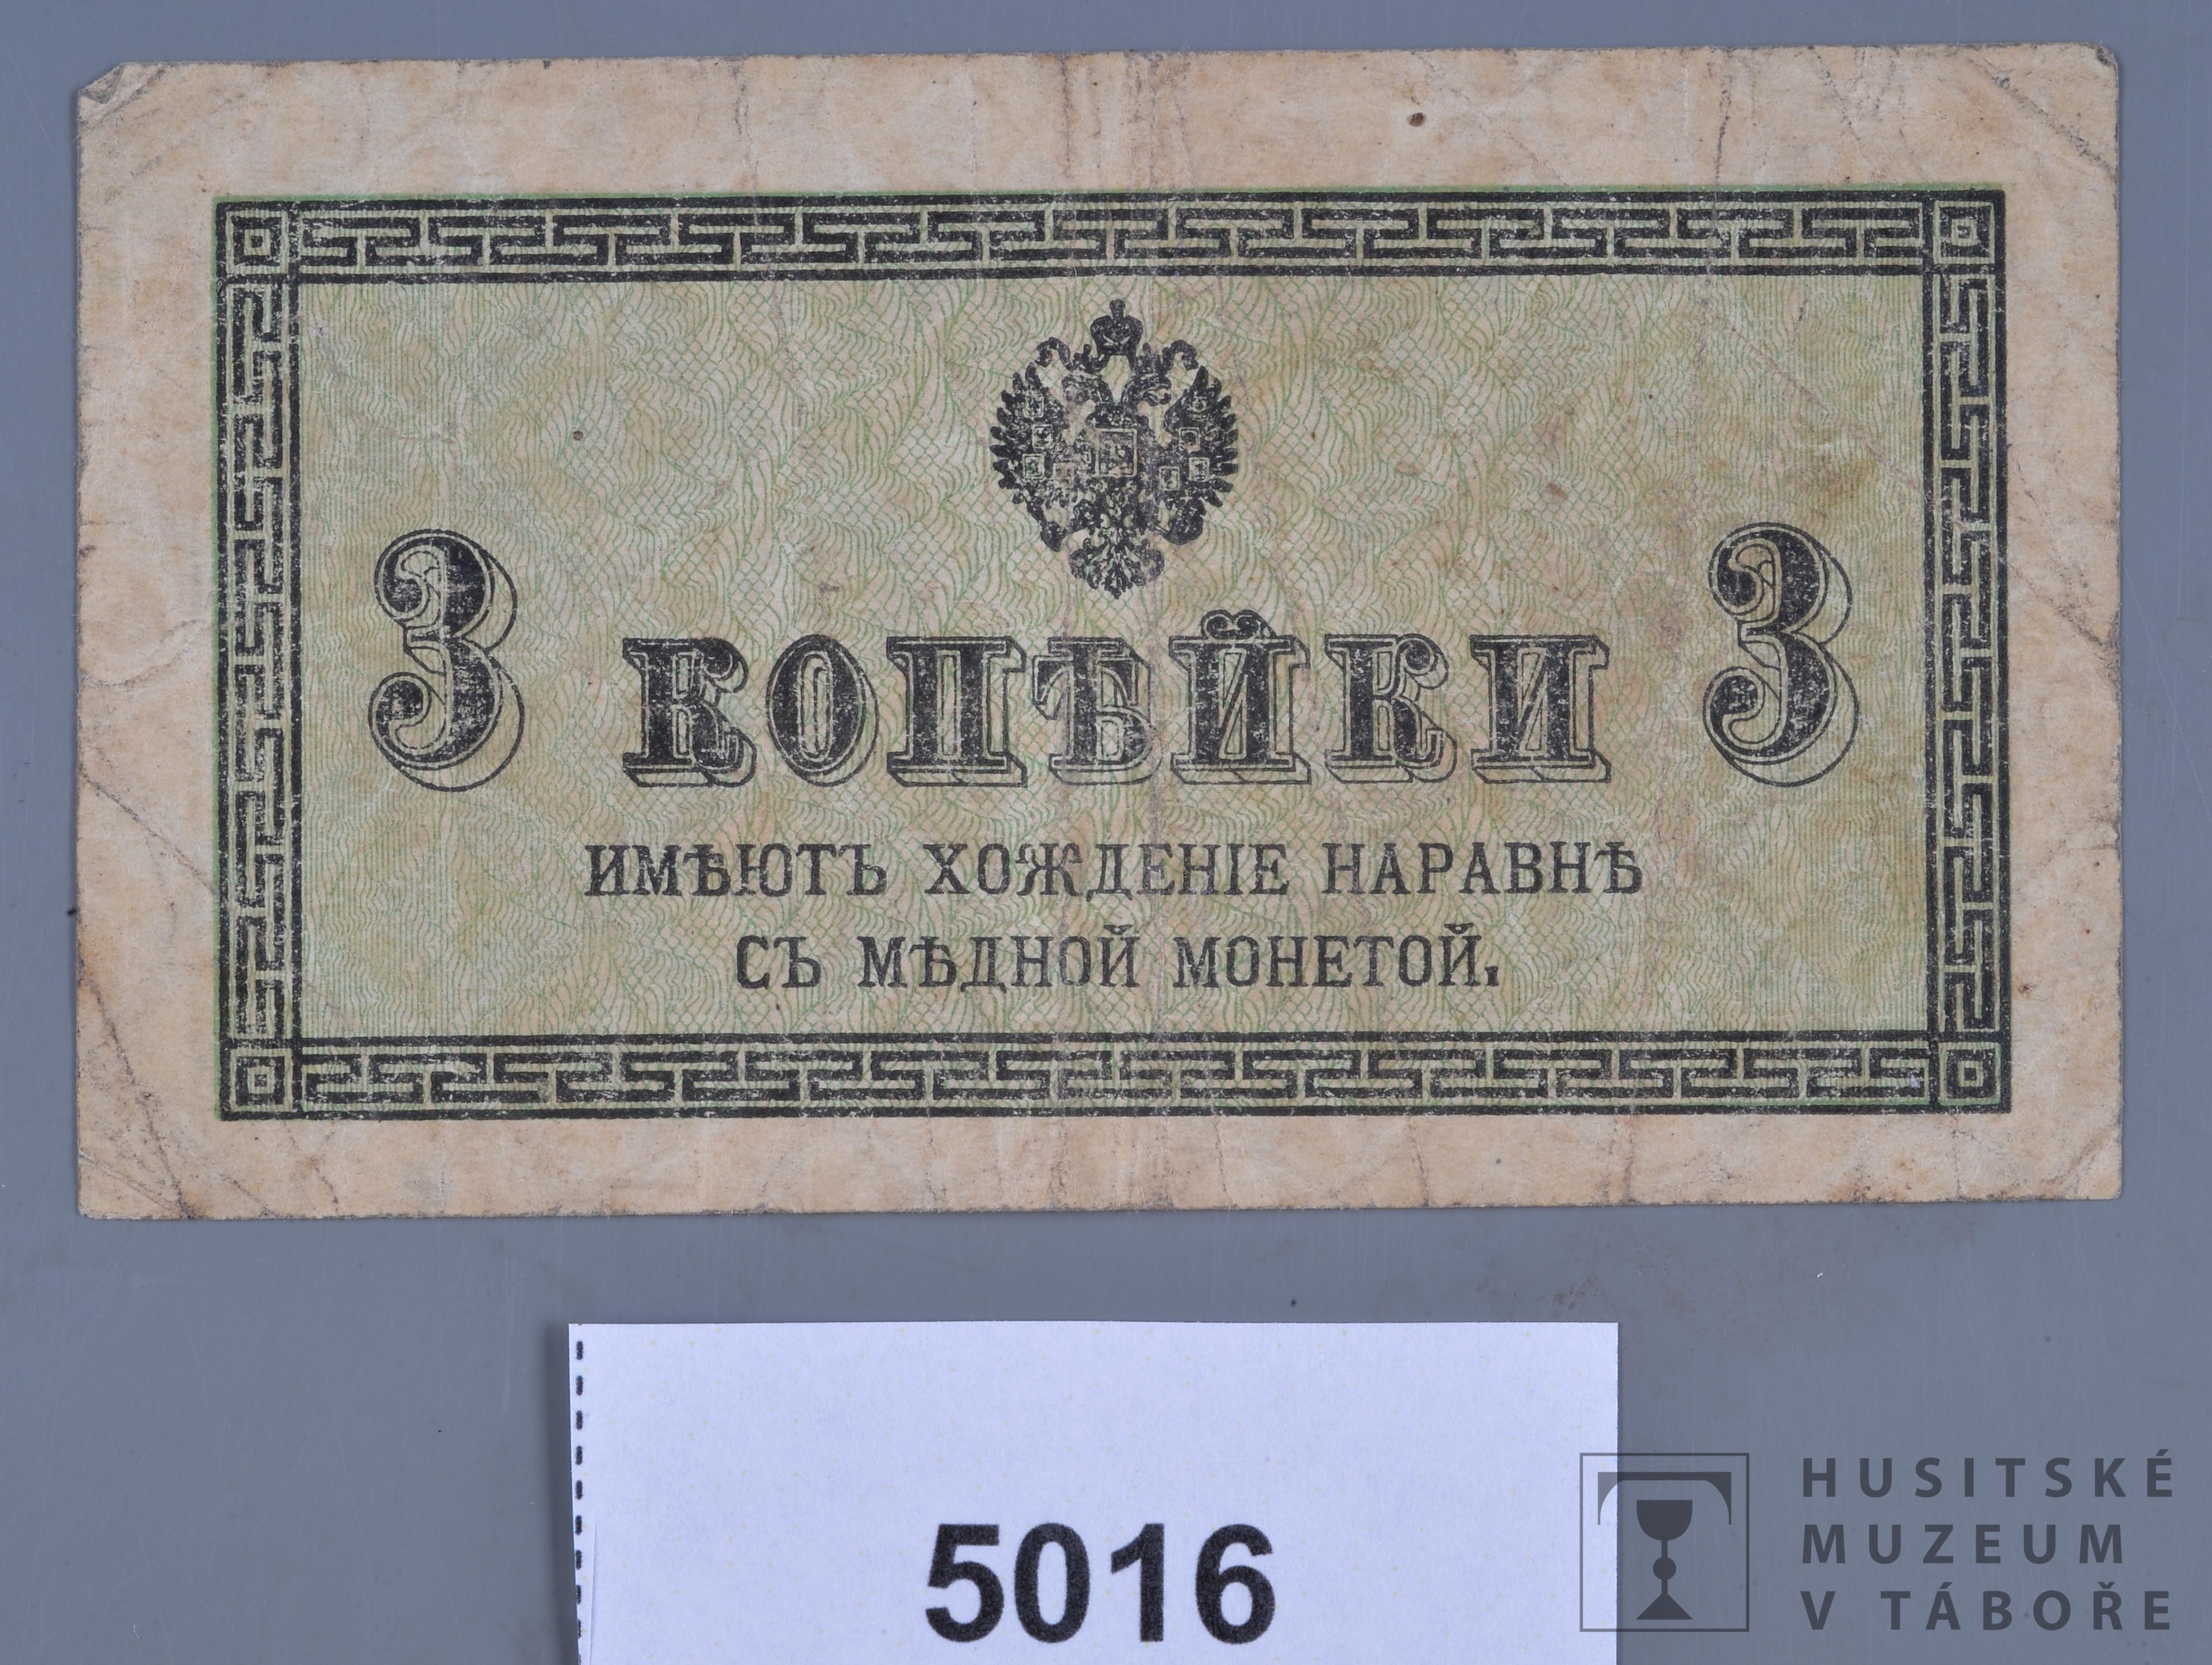 3 КОПѢЙКИ 3
ИМѢЮТЪ ХОЖДЕНІЕ НАРАВНѢ
СЪ МѢДНОЙ МОНЕТОЙ.
5016
HUSITSKÉ
MUZEUM
V TÁBOŘE